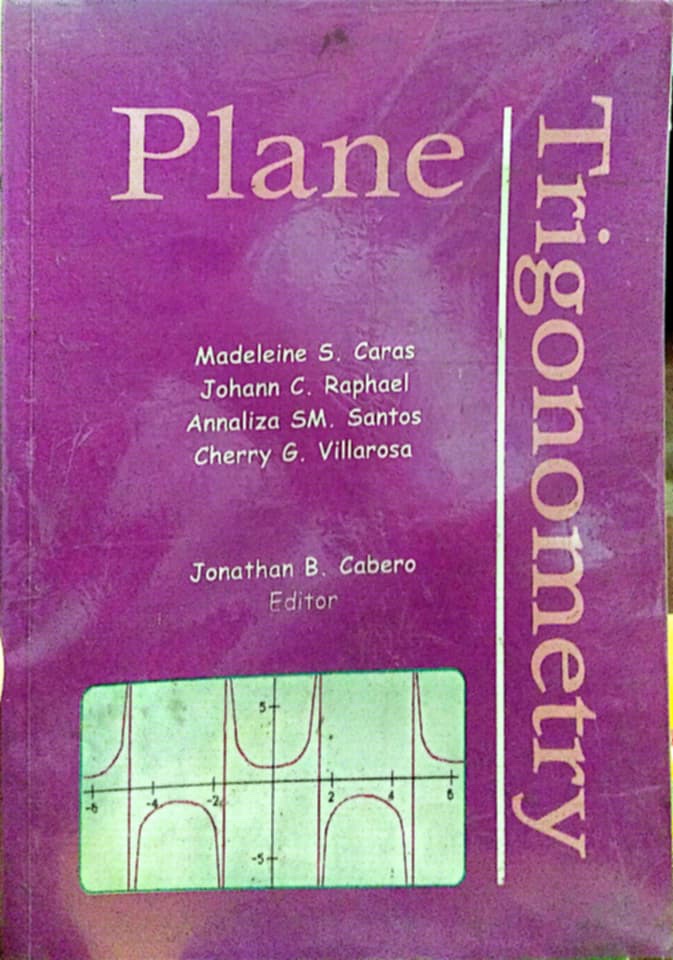 Plane
Trigonometry
Madeleine S. Caras
Johann C. Raphael
Annaliza SM. Santos
Cherry G. Villarosa
Jonathan B. Cabero
Editor
5
-6 -4 -2 2 4 6
-5